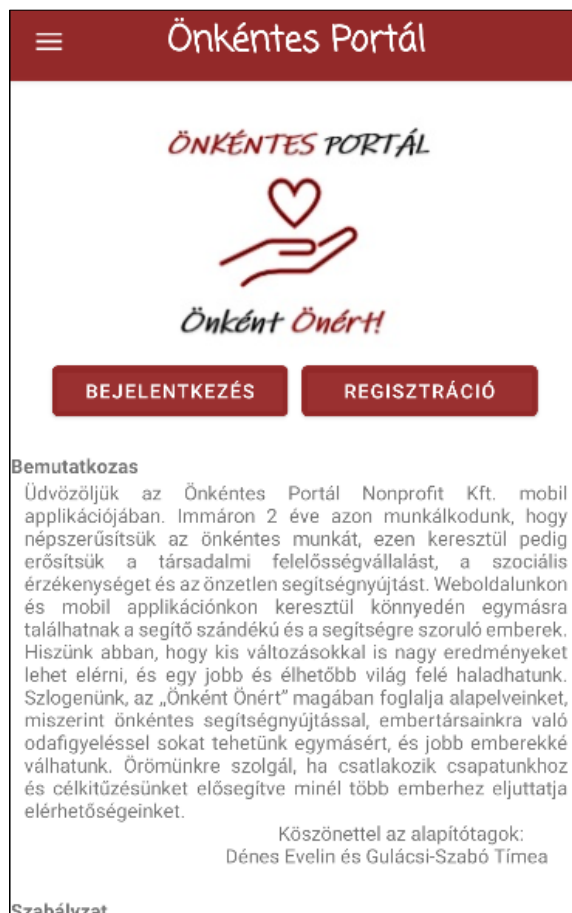 Önkéntes Portál
ÖNKÉNTES PORTÁL
Önként Önért!
BEJELENTKEZÉS REGISZTRÁCIÓ
Bemutatkozas
Üdvözöljük az Önkéntes Portál Nonprofit Kft. mobil
applikációjában. Immáron 2 éve azon munkálkodunk, hogy
népszerűsítsük az önkéntes munkát, ezen keresztül pedig
erősítsük a társadalmi felelősségvállalást, a szociális
érzékenységet és az önzetlen segítségnyújtást. Weboldalunkon
és mobil applikációnkon keresztül könnyedén egymásra
találhatnak a segítő szándékú és a segítségre szoruló emberek.
Hiszünk abban, hogy kis változásokkal is nagy eredményeket
lehet elérni, és egy jobb és élhetőbb világ felé haladhatunk.
Szlogenünk, az „Önként Önért” magában foglalja alapelveinket,
miszerint önkéntes segítségnyújtással, embertársainkra való
odafigyeléssel sokat tehetünk egymásért, és jobb emberekké
válhatunk. Örömünkre szolgál, ha csatlakozik csapatunkhoz
és célkitűzésünket elősegítve minél több emberhez eljuttatja
elérhetőségeinket.
Köszönettel az alapítótagok:
Dénes Evelin és Gulácsi-Szabó Tímea
Szabályzat